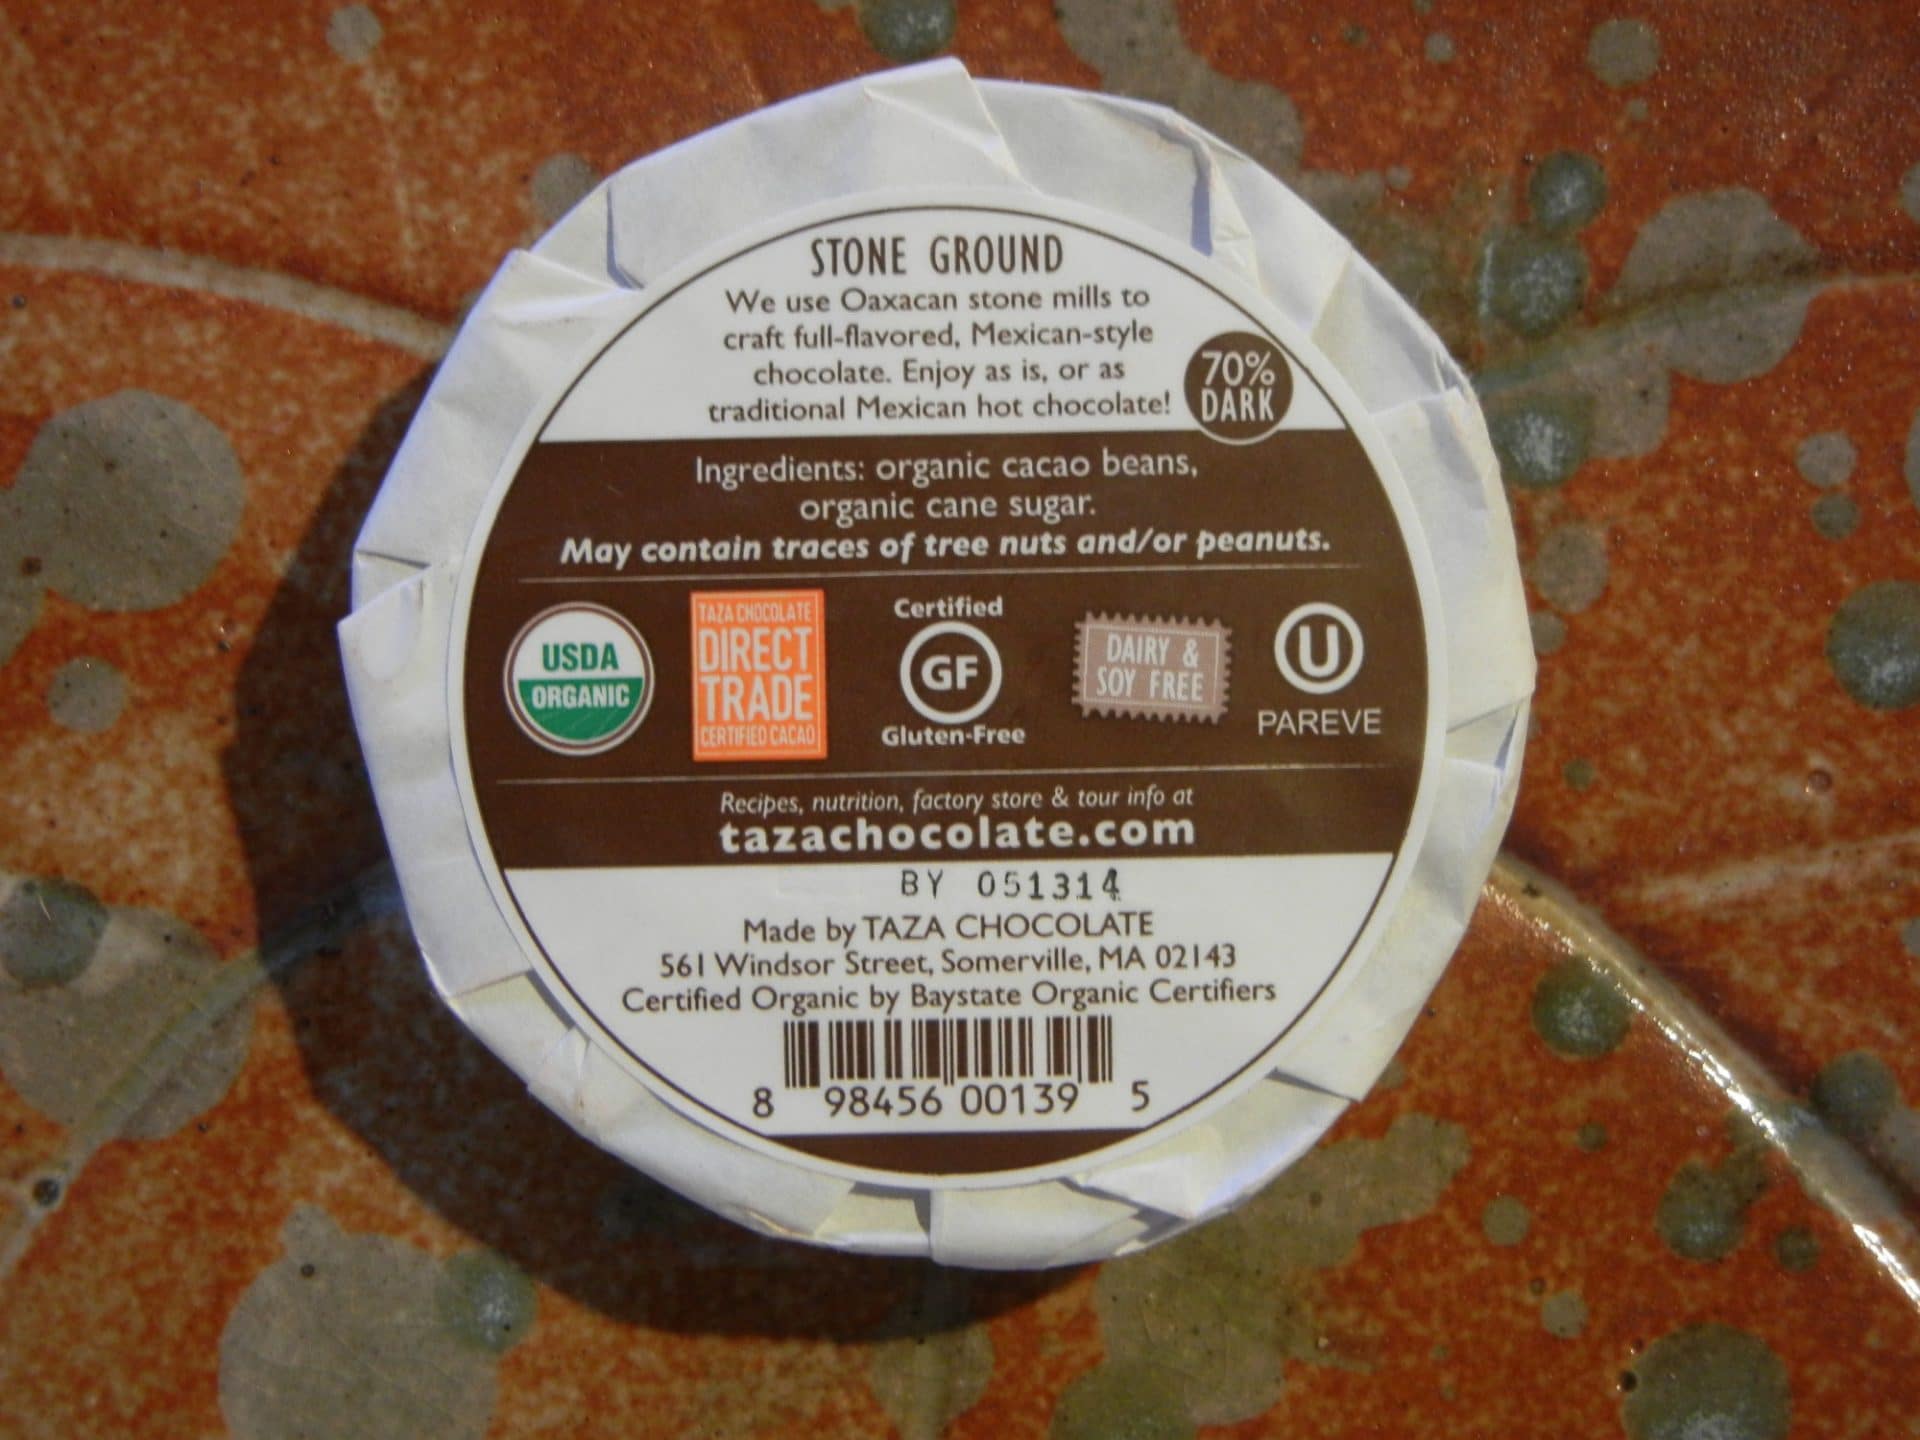 STONE GROUND
We use Oaxacan stone mills to
craft full-flavored, Mexican-style
chocolate. Enjoy as is, or as
traditional Mexican hot chocolate!
70%
DARK
Ingredients: organic cacao beans,
organic cane sugar.
May contain traces of tree nuts and/or peanuts.
USDA
ORGANIC
TAZA CHOCOLATE
DIRECT
TRADE
CERTIFIED CACAO
Certified
GF
Gluten-Free
DAIRY &
SOY FREE
U
PAREVE
Recipes, nutrition, factory store & tour info at
tazachocolate.com
BY 051314
Made by TAZA CHOCOLATE
561 Windsor Street, Somerville, MA 02143
Certified Organic by Baystate Organic Certifiers
8 98456 00139 5